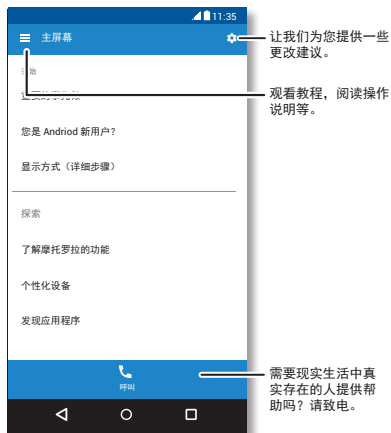 11:35
主屏幕
让我们为您提供一些
更改建议。
观看教程，阅读操作
说明等。
您是 Andriod 新用户？
显示方式（详细步骤）
探索
了解摩托罗拉的功能
个性化设备
发现应用程序
呼叫
需要现实生活中真
实存在的人提供帮
助吗？请致电。